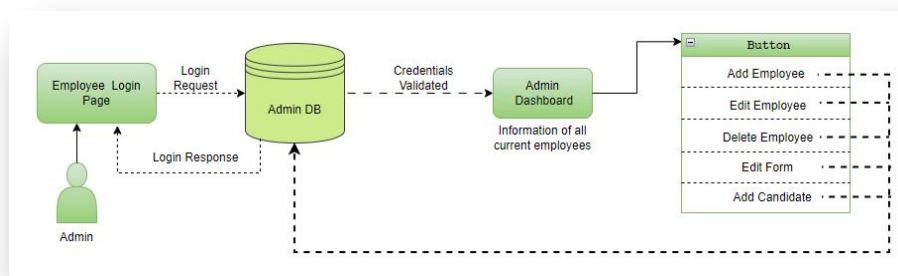 Employee Login
Page
Login
Request
Admin DB
Login Response
Admin
Credentials
Validated
Admin
Dashboard
Information of all
current employees
Button
Add Employee
Edit Employee
Delete Employee
Edit Form
Add Candidate